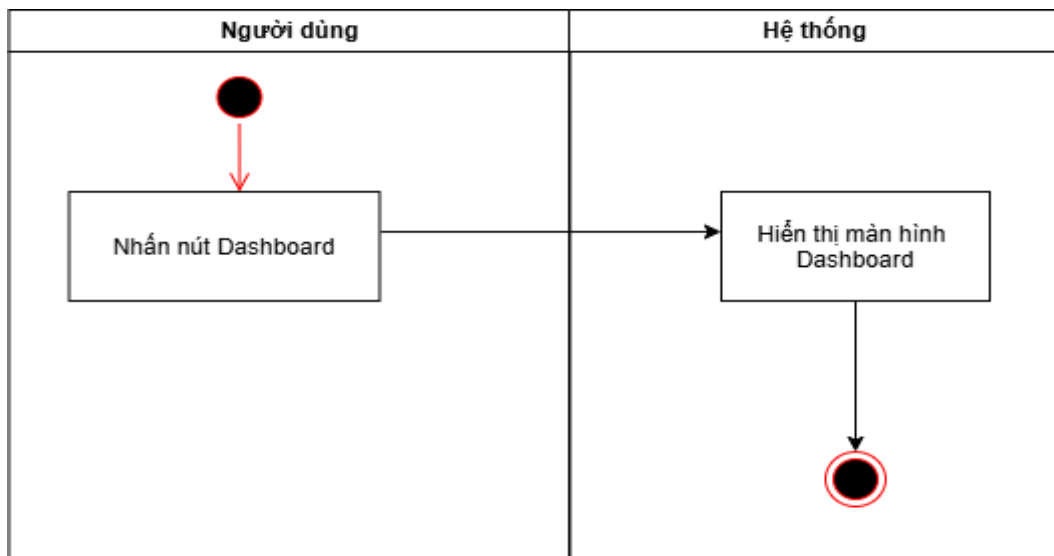 Người dùng
Hệ thống
Nhấn nút Dashboard
Hiển thị màn hình
Dashboard